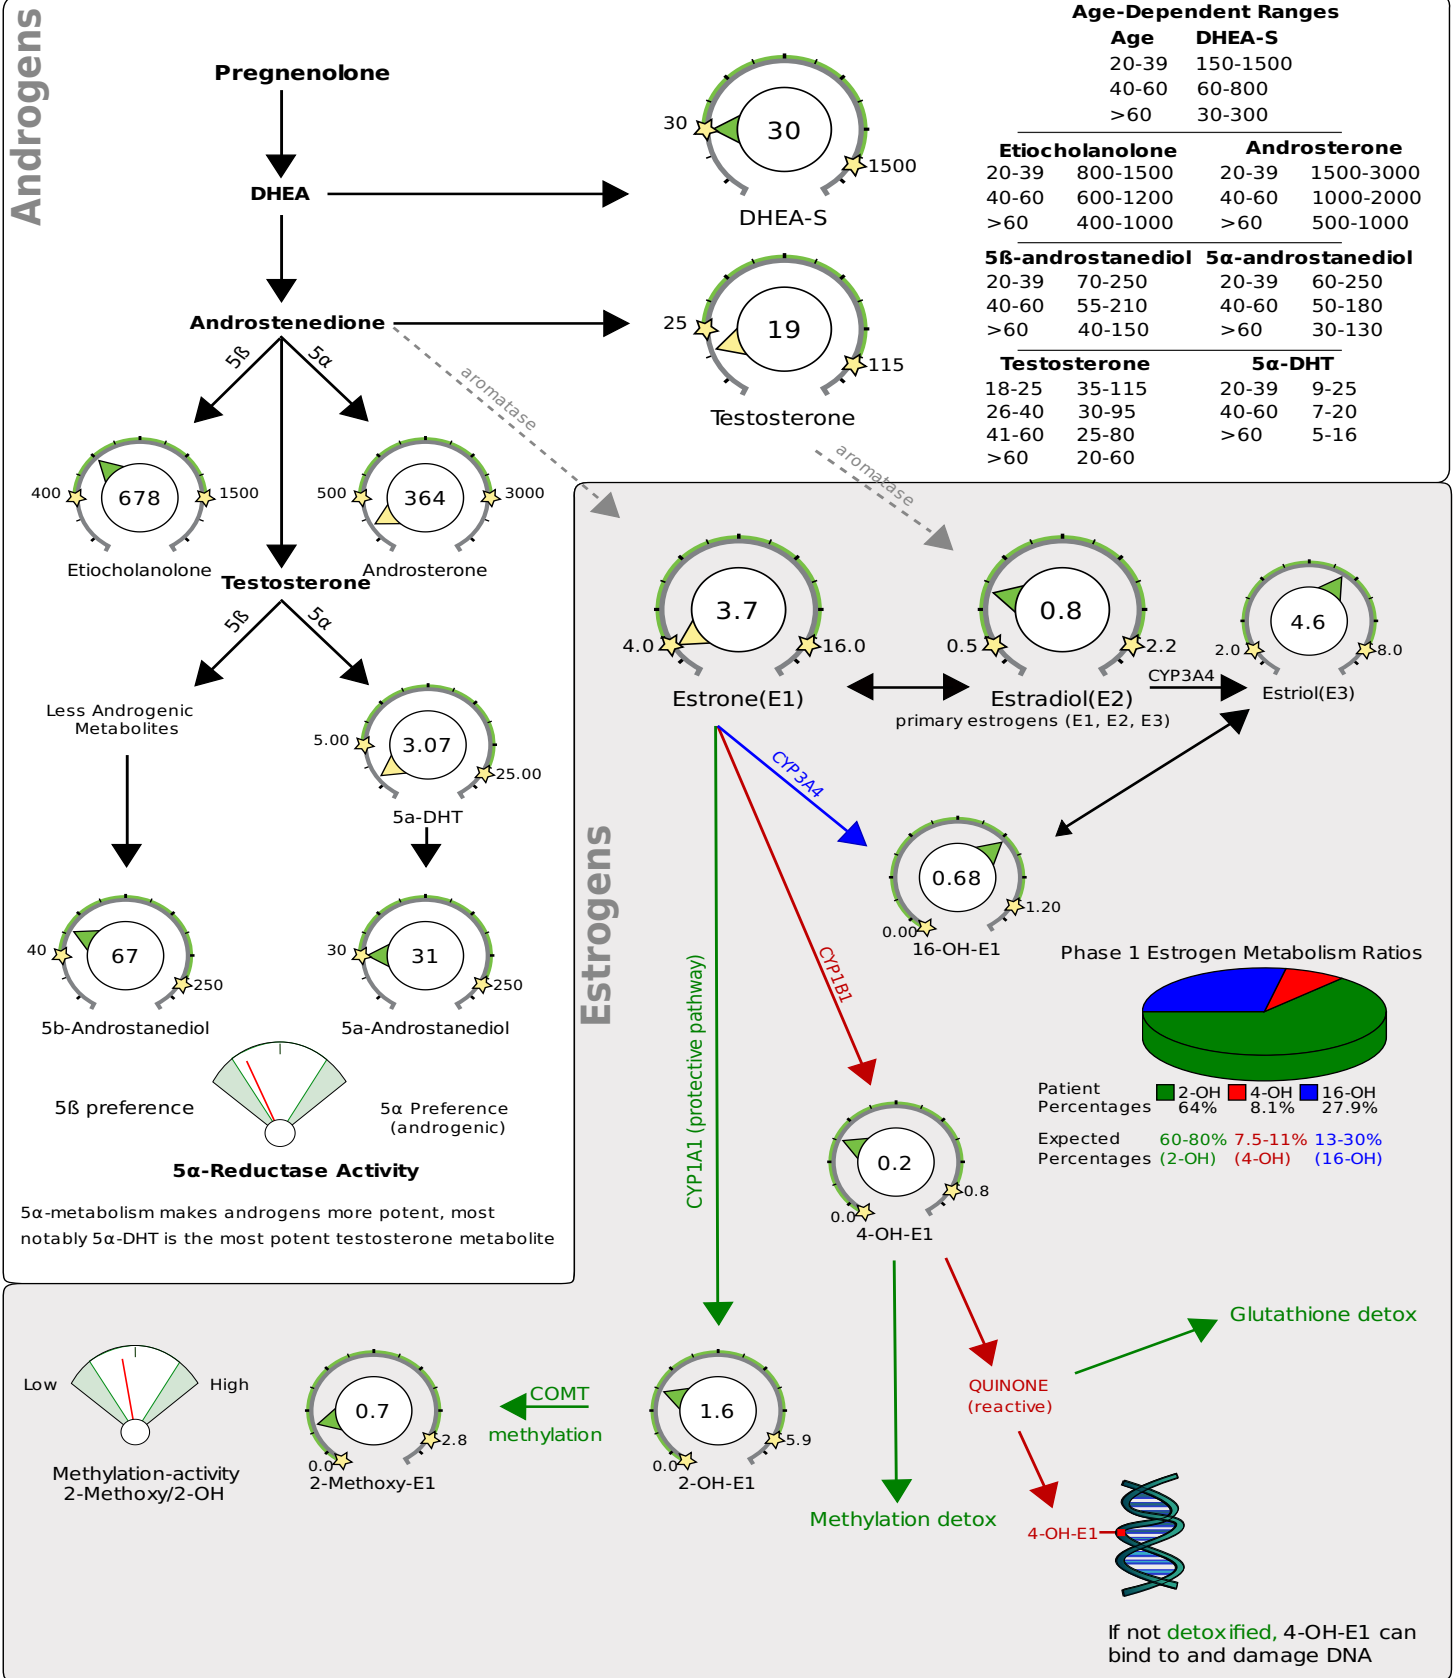 Androgens
Pregnenolone
DHEA
Androstenedione
5ß
5α
aromatase
30
30
1500
DHEA-S
25
19
115
Testosterone
aromatase
Age-Dependent Ranges
Age DHEA-S
20-39 150-1500
40-60 60-800
>60 30-300
Etiocholanolone Androsterone
20-39 800-1500 20-39 1500-3000
40-60 600-1200 40-60 1000-2000
>60 400-1000 >60 500-1000
5ß-androstanediol 5α-androstanediol
20-39 70-250 20-39 60-250
40-60 55-210 40-60 50-180
>60 40-150 >60 30-130
Testosterone 5α-DHT
18-25 35-115 20-39 9-25
26-40 30-95 40-60 7-20
41-60 25-80 >60 5-16
>60 20-60
400 678 1500
Etiocholanolone
500 364 3000
Androsterone
Testosterone
5ß
5α
Less Androgenic
Metabolites
5.00 3.07
25.00
5a-DHT
40 67
250
5b-Androstanediol
30 31
250
5a-Androstanediol
5ß preference
5α Preference
(androgenic)
5α-Reductase Activity
5α-metabolism makes androgens more potent, most
notably 5α-DHT is the most potent testosterone metabolite
Estrogens
3.7
4.0 16.0
Estrone(E1)
0.8
0.5 2.2
Estradiol(E2)
primary estrogens (E1, E2, E3)
CYP3A4
4.6
2.0 8.0
Estriol(E3)
CYP3A4
0.68
0.00 1.20
16-OH-E1
CYP1B1
CYP1A1 (protective pathway)
Phase 1 Estrogen Metabolism Ratios
Patient 2-OH 4-OH 16-OH
Percentages 64% 8.1% 27.9%
Expected 60-80% 7.5-11% 13-30%
Percentages (2-OH) (4-OH) (16-OH)
0.2
0.0 0.8
4-OH-E1
Glutathione detox
QUINONE
(reactive)
Methylation detox
4-OH-E1
If not detoxified, 4-OH-E1 can
bind to and damage DNA
Low High
Methylation-activity
2-Methoxy/2-OH
0.7
0.0 2.8
2-Methoxy-E1
COMT
methylation
1.6
0.0 5.9
2-OH-E1